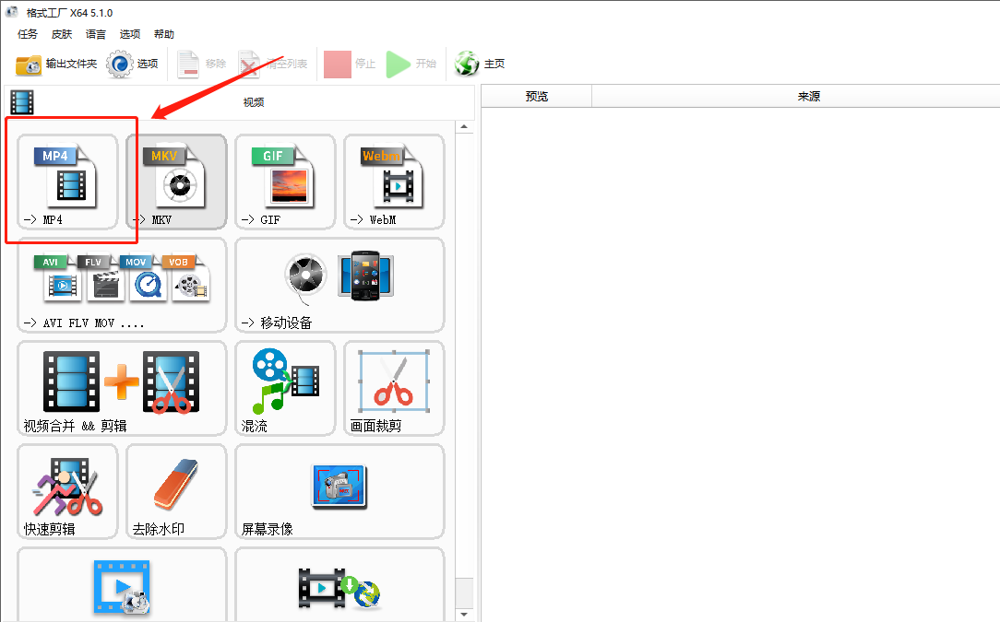 格式工厂 X64 5.1.0
任务 皮肤 语言 选项 帮助
输出文件夹 选项 移除 清空列表 停止 开始 主页
视频 预览 来源
MP4 MKV GIF Webm
-> MP4 -> MKV -> GIF -> WebM
AVI FLV MOV VOB
-> AVI FLV MOV .... -> 移动设备
视频合并 && 剪辑 混流 画面裁剪
快速剪辑 去除水印 屏幕录像